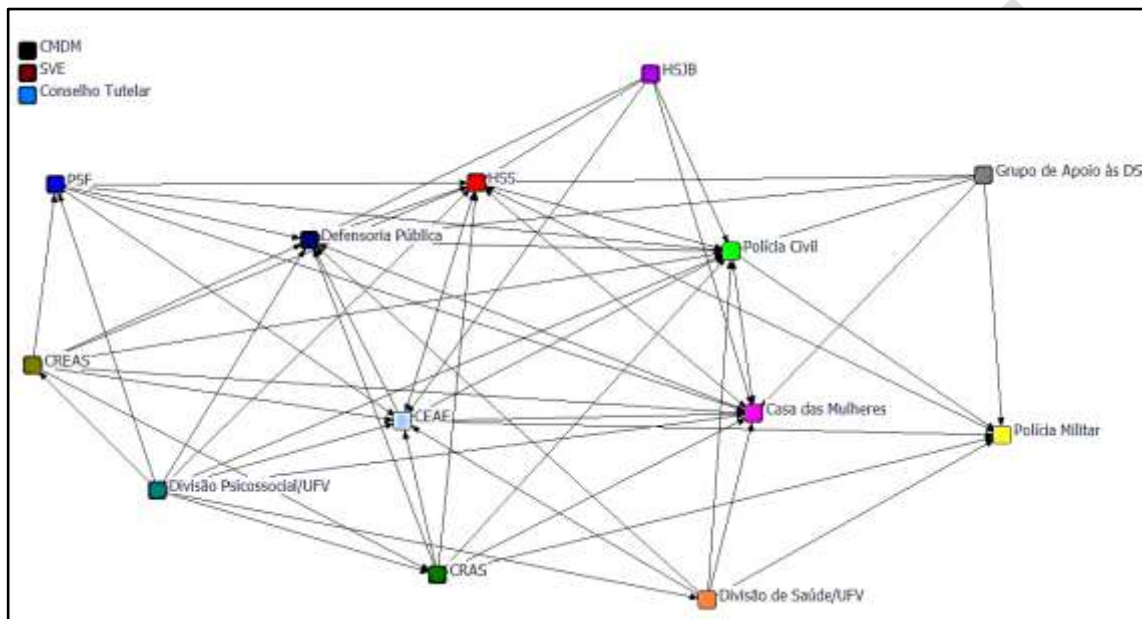 CMDM
SVE
Conselho Tutelar
HSJB
PSF
HSS
Grupo de Apoio às DST
Defensoria Pública
Polícia Civil
CREAS
CEAE
Casa das Mulheres
Polícia Militar
Divisão Psicossocial/UFV
CRAS
Divisão de Saúde/UFV